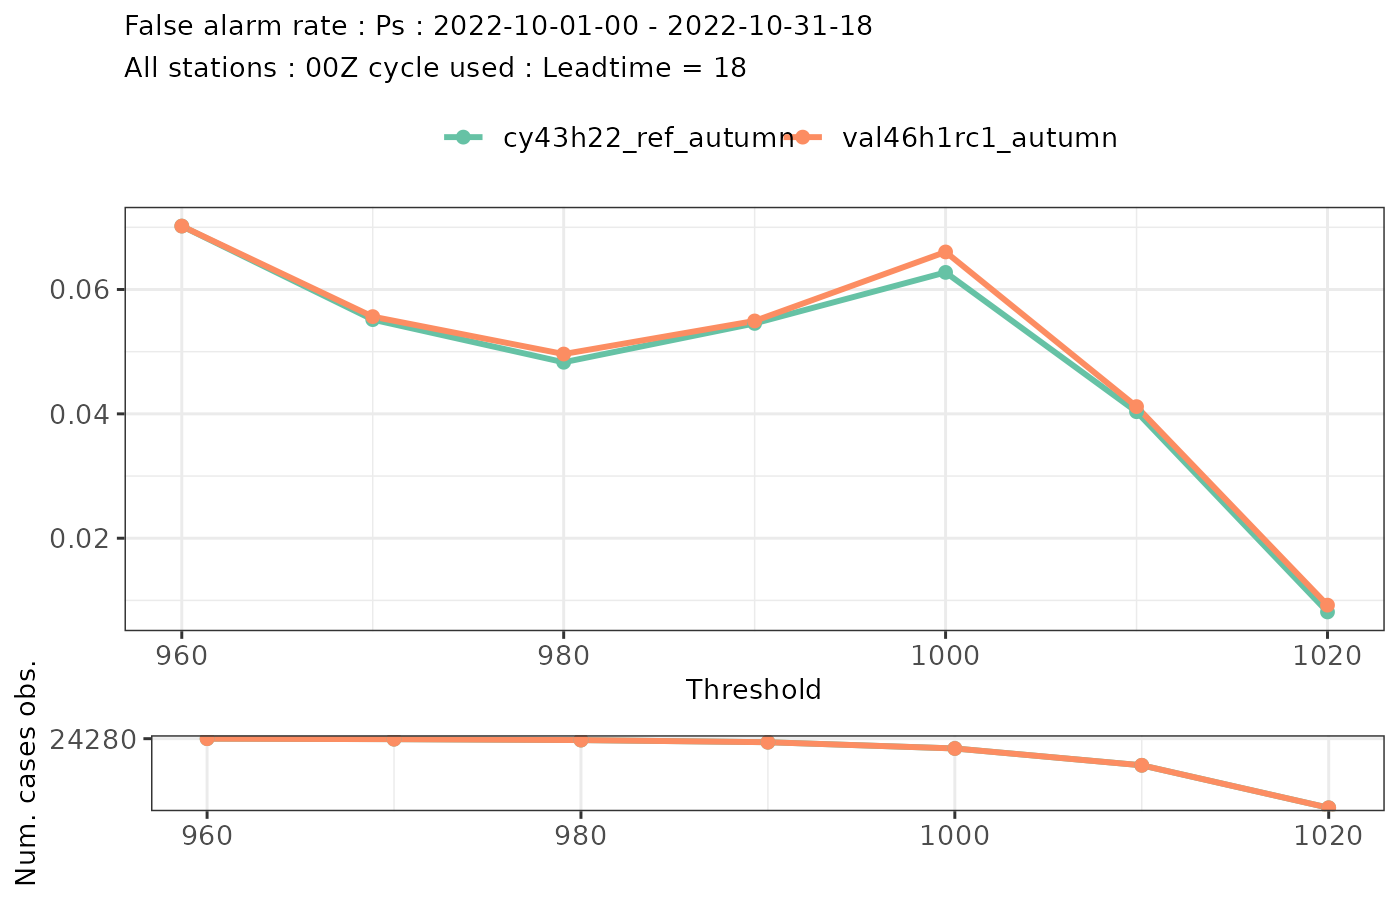 False alarm rate : Ps : 2022-10-01-00 - 2022-10-31-18
All stations : 00Z cycle used : Leadtime = 18
cy43h22_ref_autumn val46h1rc1_autumn
0.06
0.04
0.02
960 980 1000 1020
Threshold
Num. cases obs.
24280
960 980 1000 1020